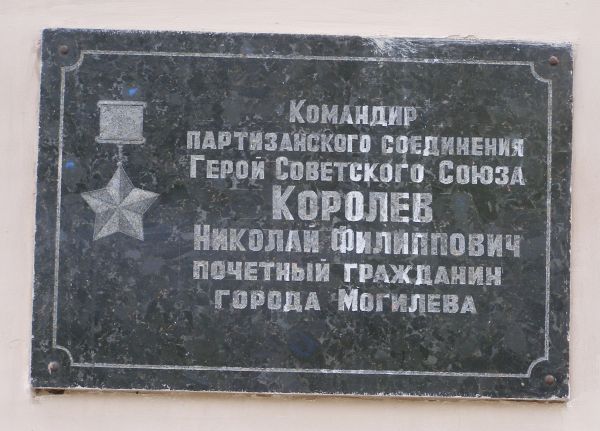 Командир
партизанского соединения
Герой Советского Союза
Королев
Николай Филиппович
почетный гражданин
города Могилева